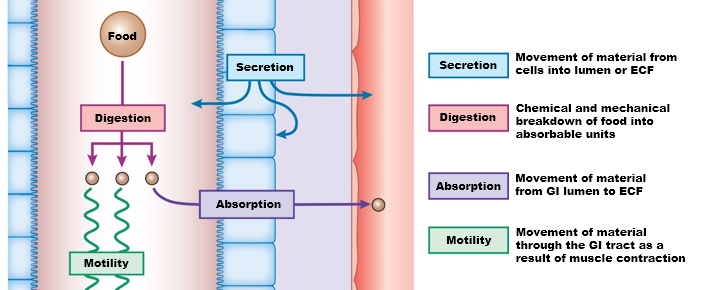 Food
Secretion
Digestion
Absorption
Motility
Secretion
Movement of material from
cells into lumen or ECF
Digestion
Chemical and mechanical
breakdown of food into
absorbable units
Absorption
Movement of material
from GI lumen to ECF
Motility
Movement of material
through the GI tract as a
result of muscle contraction